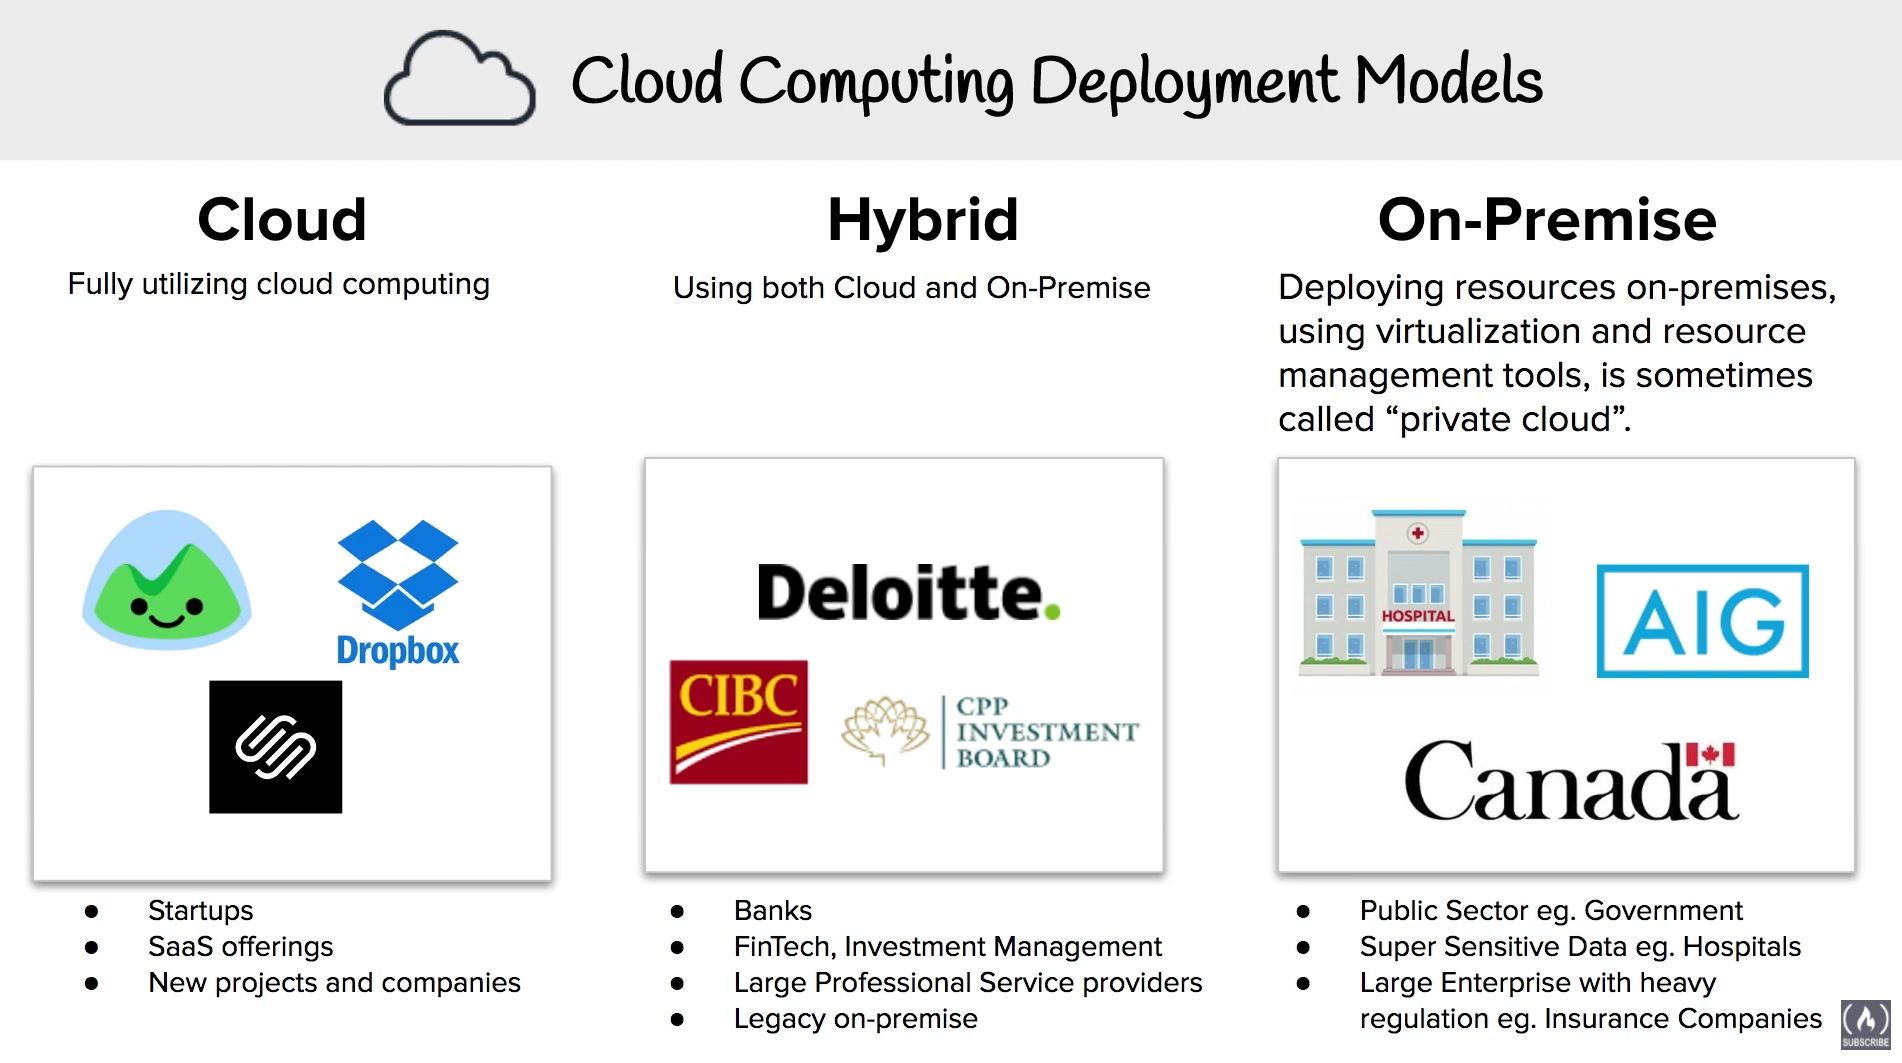 Cloud Computing Deployment Models
Cloud
Fully utilizing cloud computing
Dropbox
● Startups
● SaaS offerings
● New projects and companies
Hybrid
Using both Cloud and On-Premise
Deloitte.
CIBC
CPP
INVESTMENT
BOARD
● Banks
● FinTech, Investment Management
● Large Professional Service providers
● Legacy on-premise
On-Premise
Deploying resources on-premises,
using virtualization and resource
management tools, is sometimes
called “private cloud”.
HOSPITAL
AIG
Canada
● Public Sector eg. Government
● Super Sensitive Data eg. Hospitals
● Large Enterprise with heavy
regulation eg. Insurance Companies
SUBSCRIBE